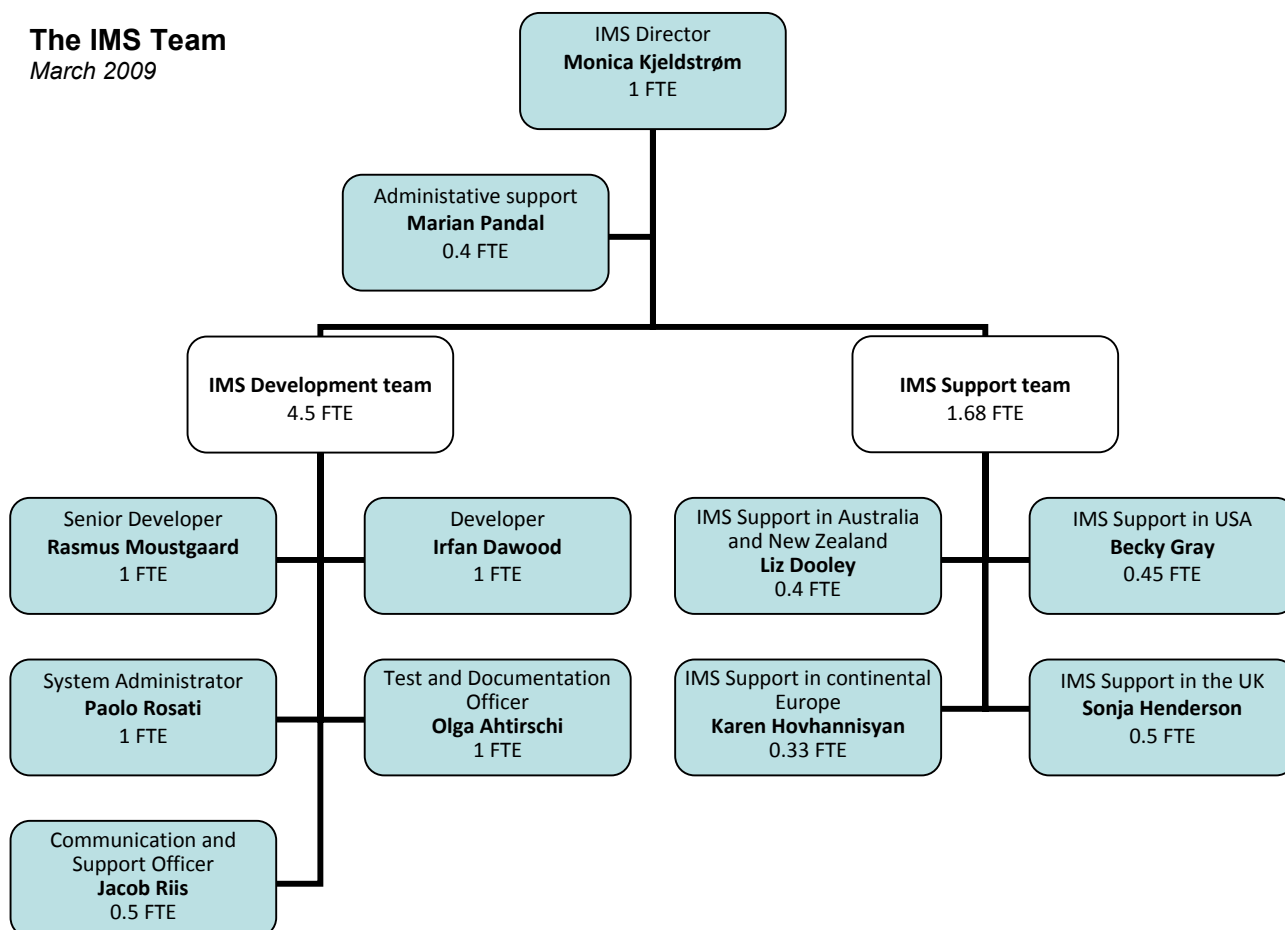 The IMS Team
March 2009
IMS Director
Monica Kjeldstrøm
1 FTE
Administative support
Marian Pandal
0.4 FTE
IMS Development team
4.5 FTE
IMS Support team
1.68 FTE
Senior Developer
Rasmus Moustgaard
1 FTE
Developer
Irfan Dawood
1 FTE
IMS Support in Australia
and New Zealand
Liz Dooley
0.4 FTE
IMS Support in USA
Becky Gray
0.45 FTE
System Administrator
Paolo Rosati
1 FTE
Test and Documentation
Officer
Olga Ahtirschi
1 FTE
IMS Support in continental
Europe
Karen Hovhannisyan
0.33 FTE
IMS Support in the UK
Sonja Henderson
0.5 FTE
Communication and
Support Officer
Jacob Riis
0.5 FTE